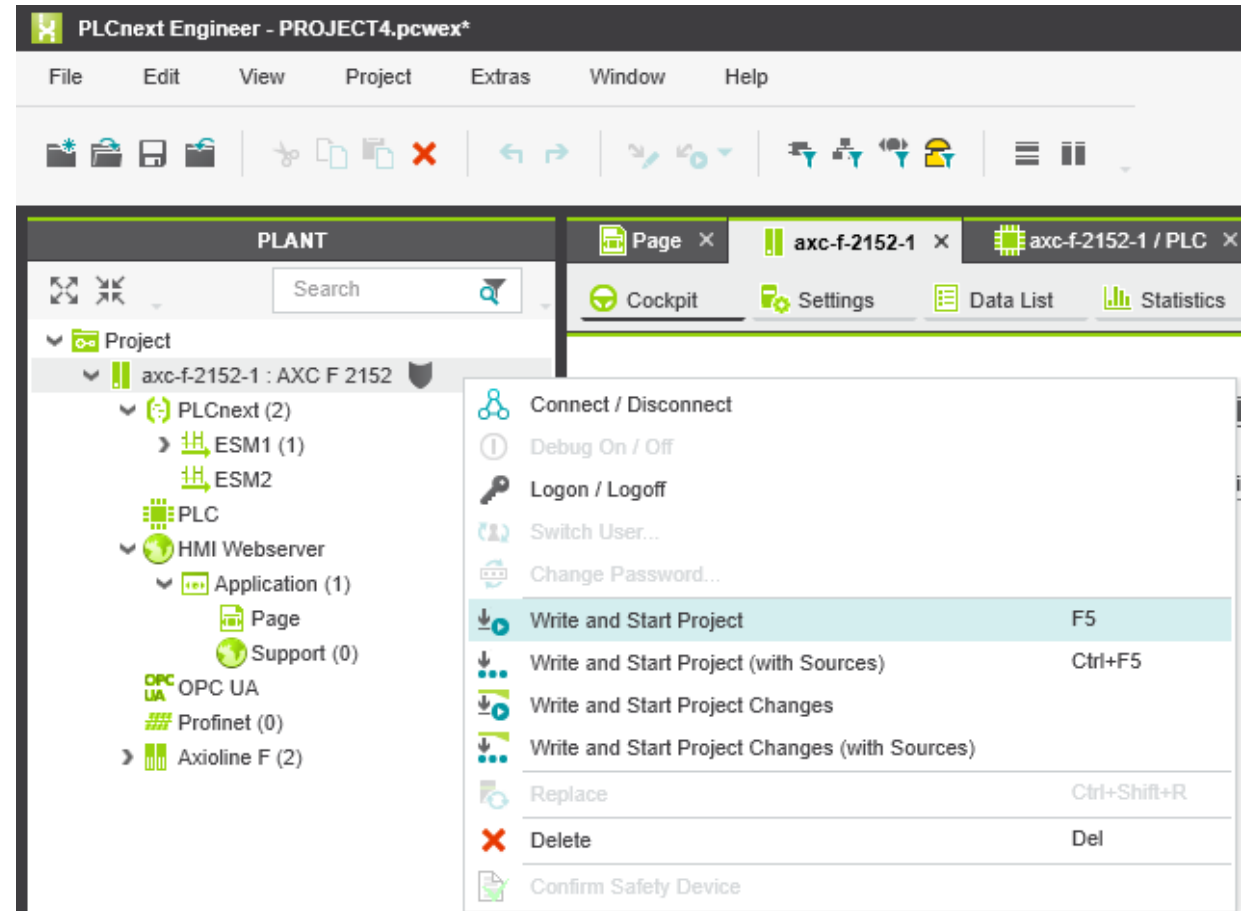 PLCnext Engineer - PROJECT4.pcwex*
File Edit View Project Extras Window Help
PLANT
Page × axc-f-2152-1 × axc-f-2152-1 / PLC ×
Search
Cockpit Settings Data List Statistics
Project
axc-f-2152-1 : AXC F 2152
PLCnext (2)
ESM1 (1)
ESM2
PLC
HMI Webserver
Application (1)
Page
Support (0)
OPC UA OPC UA
Profinet (0)
Axioline F (2)
Connect / Disconnect
Debug On / Off
Logon / Logoff
Switch User...
Change Password...
Write and Start Project F5
Write and Start Project (with Sources) Ctrl+F5
Write and Start Project Changes
Write and Start Project Changes (with Sources)
Replace Ctrl+Shift+R
Delete Del
Confirm Safety Device